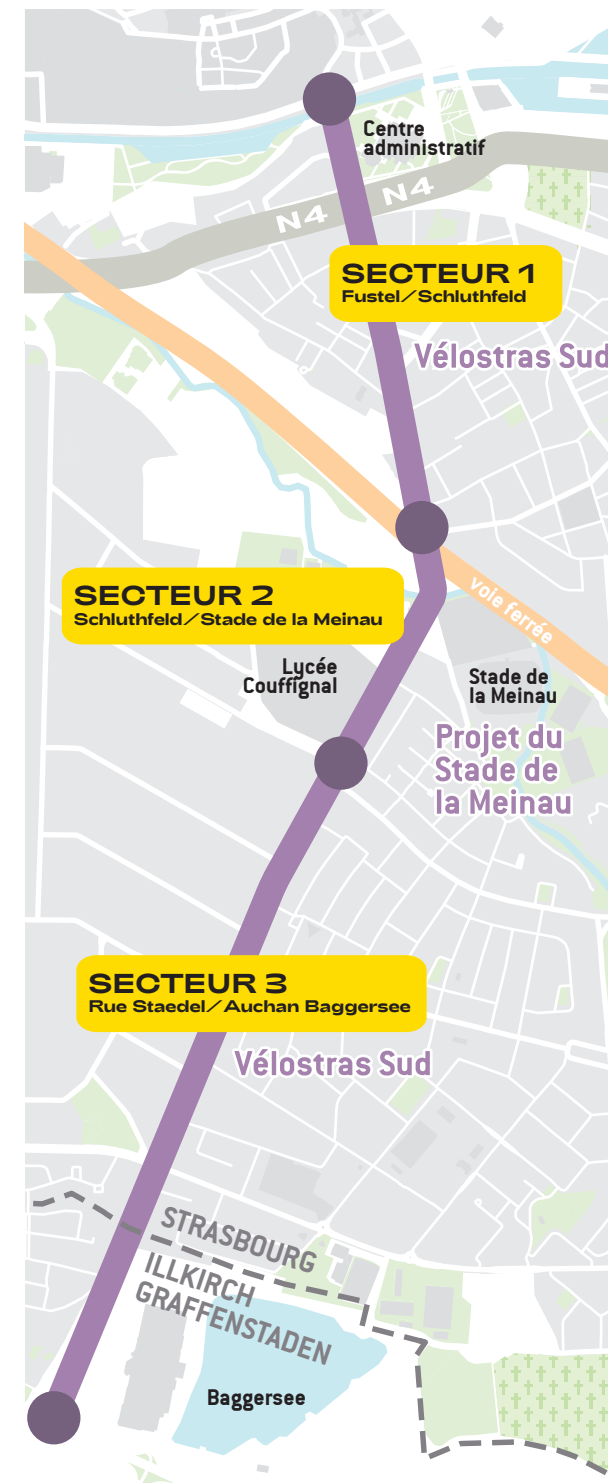 Centre
administratif
N4
N4
SECTEUR 1
Fustel/Schluthfeld
Vélostras Sud
voie ferrée
SECTEUR 2
Schluthfeld/Stade de la Meinau
Lycée
Couffignal
Stade de
la Meinau
Projet du
Stade de
la Meinau
SECTEUR 3
Rue Staedel/Auchan Baggersee
Vélostras Sud
STRASBOURG
ILLKIRCH
GRAFFENSTADEN
Baggersee